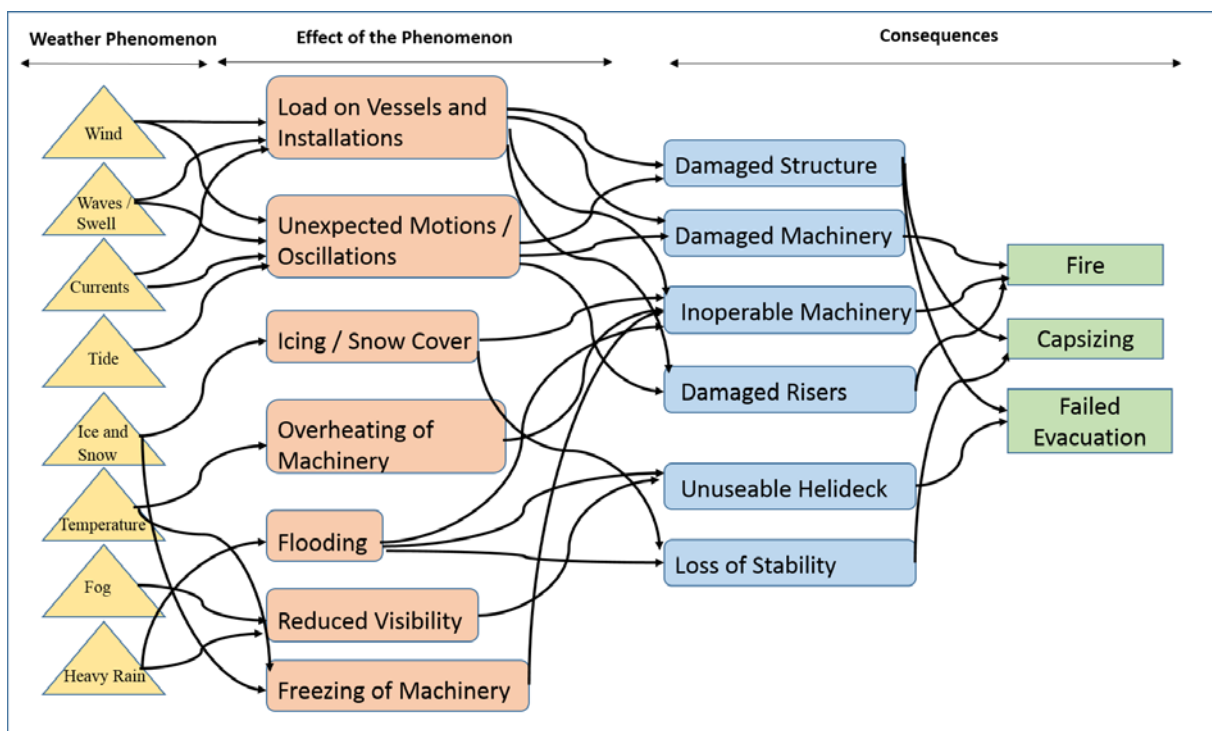 Weather Phenomenon
Effect of the Phenomenon
Consequences
Wind
Waves /
Swell
Currents
Tide
Ice and
Snow
Temperature
Fog
Heavy Rain
Load on Vessels and
Installations
Unexpected Motions /
Oscillations
Icing / Snow Cover
Overheating of
Machinery
Flooding
Reduced Visibility
Freezing of Machinery
Damaged Structure
Damaged Machinery
Inoperable Machinery
Damaged Risers
Unuseable Helideck
Loss of Stability
Fire
Capsizing
Failed
Evacuation